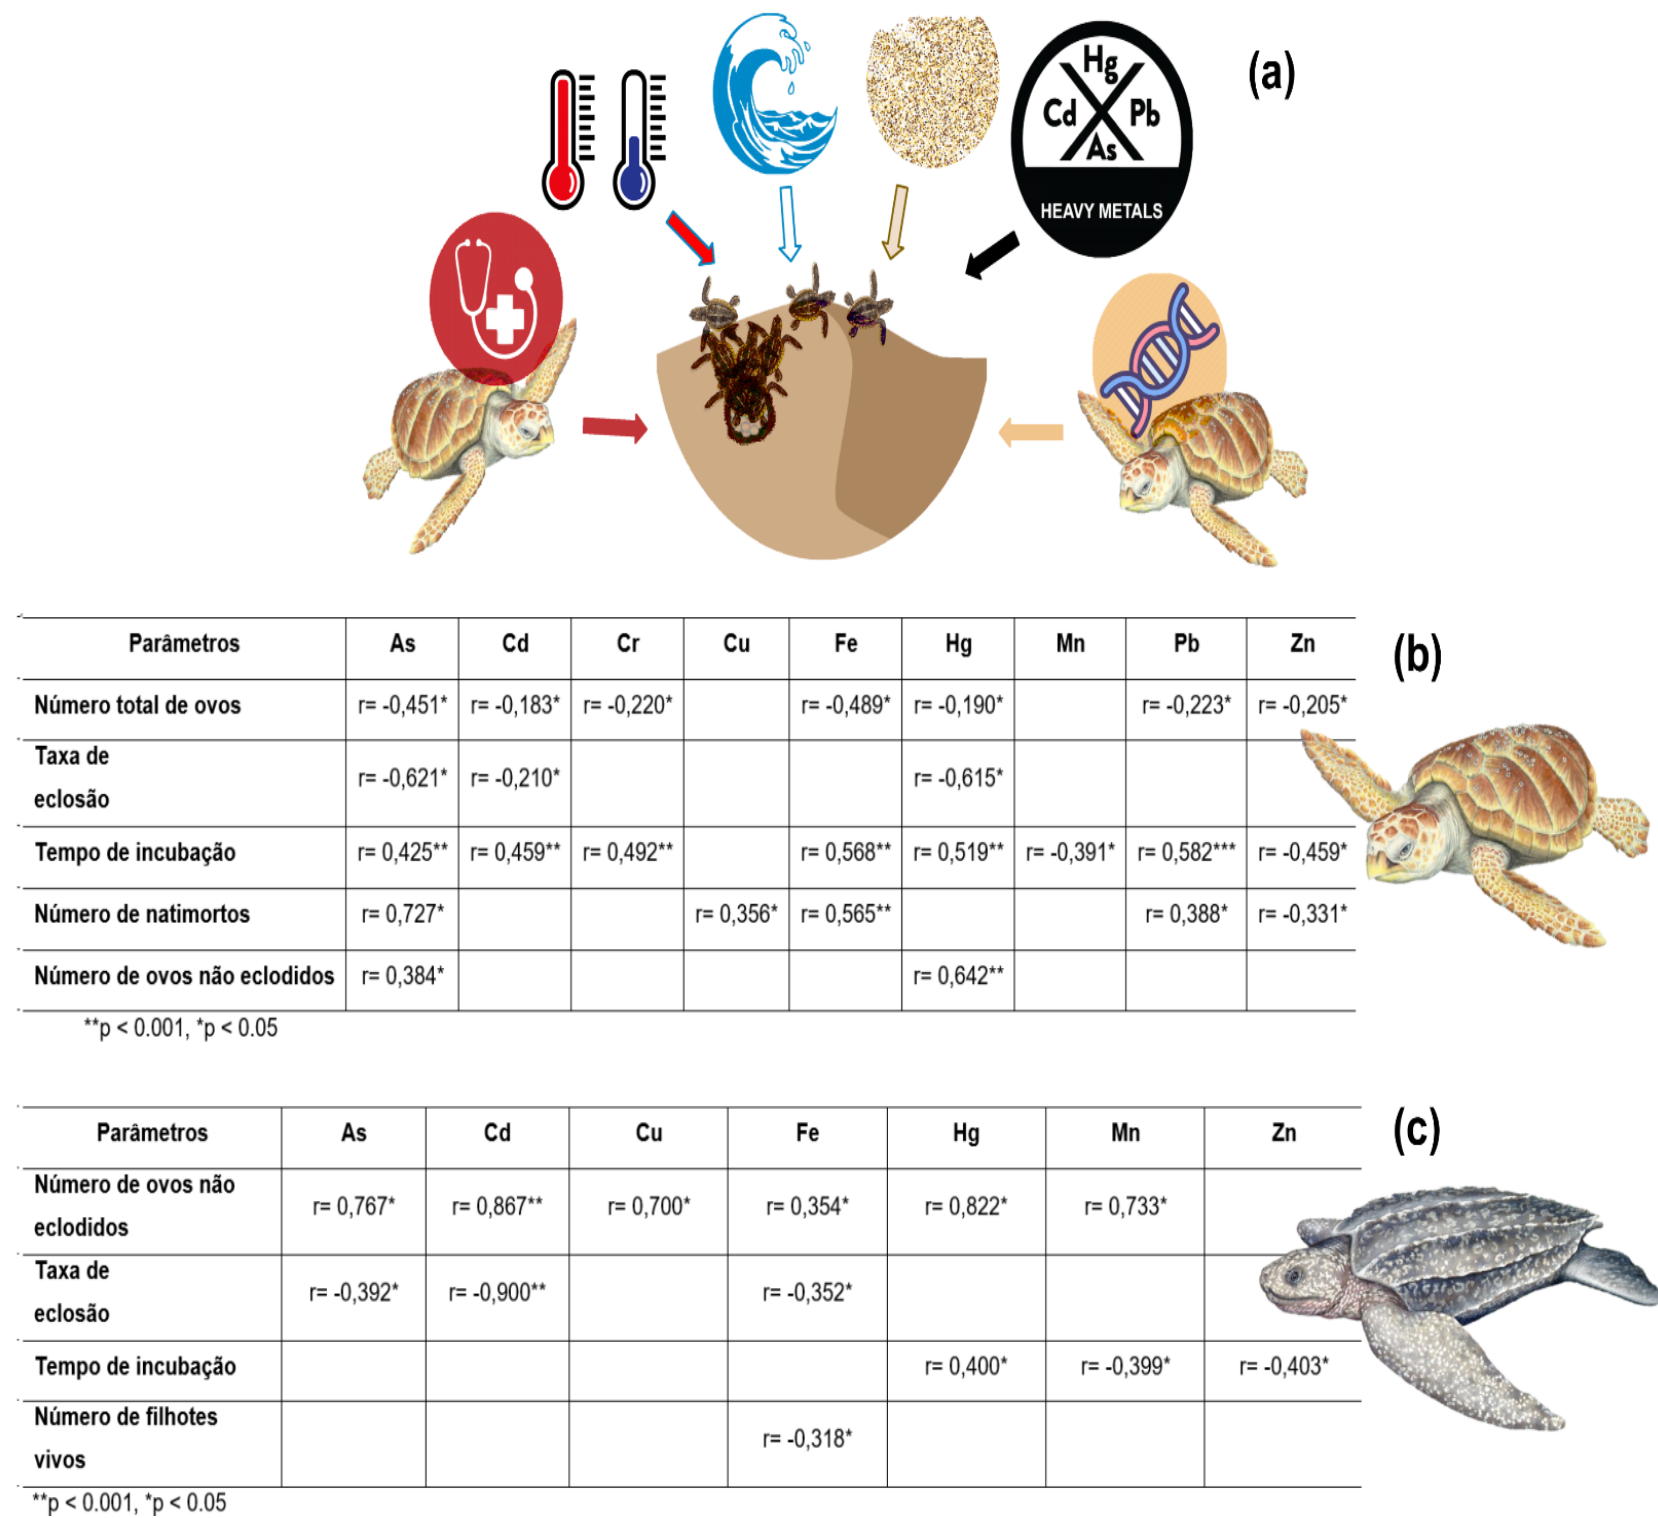 (a)
Hg
Cd Pb
As
HEAVY METALS
Parâmetros As Cd Cr Cu Fe Hg Mn Pb Zn
(b)
Número total de ovos r= -0,451* r= -0,183* r= -0,220* r= -0,489* r= -0,190* r= -0,223* r= -0,205*
Taxa de
eclosão r= -0,621* r= -0,210* r= -0,615*
Tempo de incubação r= 0,425** r= 0,459** r= 0,492** r= 0,568** r= 0,519** r= -0,391* r= 0,582*** r= -0,459*
Número de natimortos r= 0,727* r= 0,356* r= 0,565** r= 0,388* r= -0,331*
Número de ovos não eclodidos r= 0,384* r= 0,642**
**p < 0.001, *p < 0.05
Parâmetros As Cd Cu Fe Hg Mn Zn
(c)
Número de ovos não
eclodidos r= 0,767* r= 0,867** r= 0,700* r= 0,354* r= 0,822* r= 0,733*
Taxa de
eclosão r= -0,392* r= -0,900** r= -0,352*
Tempo de incubação r= 0,400* r= -0,399* r= -0,403*
Número de filhotes
vivos r= -0,318*
**p < 0.001, *p < 0.05